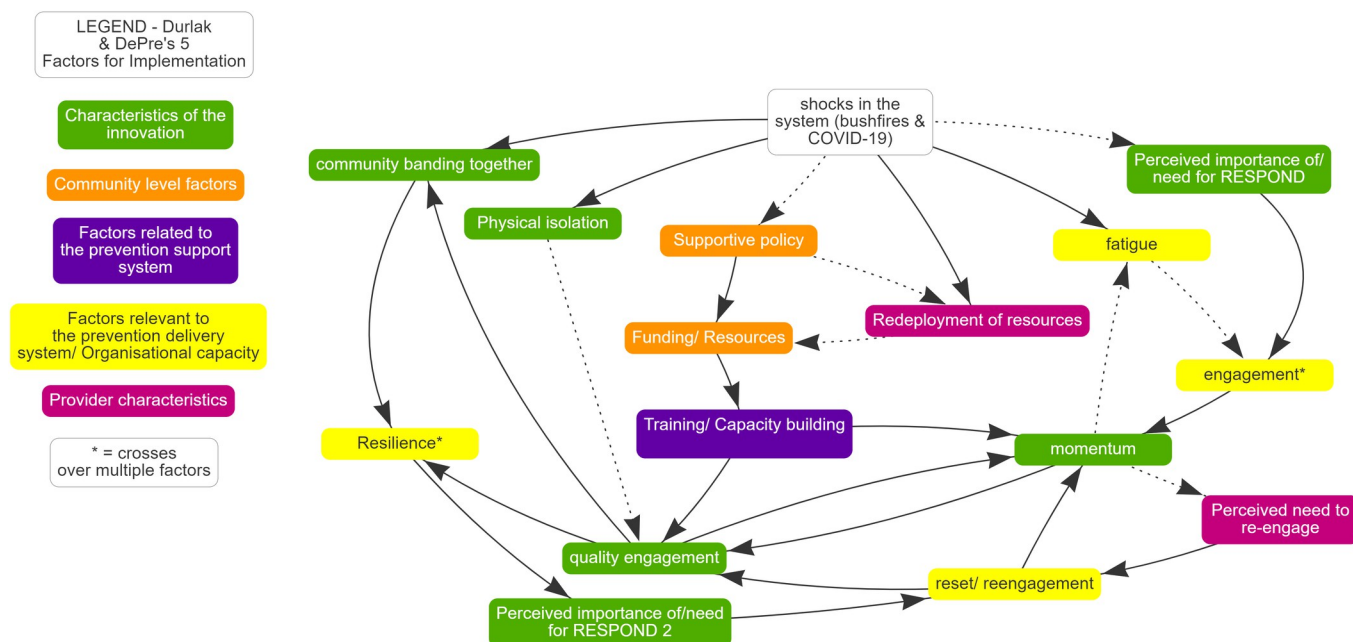 LEGEND - Durlak
& DePre's 5
Factors for Implementation
Characteristics of the
innovation
Community level factors
Factors related to
the prevention support
system
Factors relevant to
the prevention delivery
system/ Organisational capacity
Provider characteristics
* = crosses
over multiple factors
shocks in the
system (bushfires &
COVID-19)
community banding together
Perceived importance of/
need for RESPOND
Physical isolation
Supportive policy
fatigue
Redeployment of resources
Funding/ Resources
engagement*
Training/ Capacity building
Resilience*
momentum
Perceived need to
re-engage
quality engagement
reset/ reengagement
Perceived importance of/need
for RESPOND 2